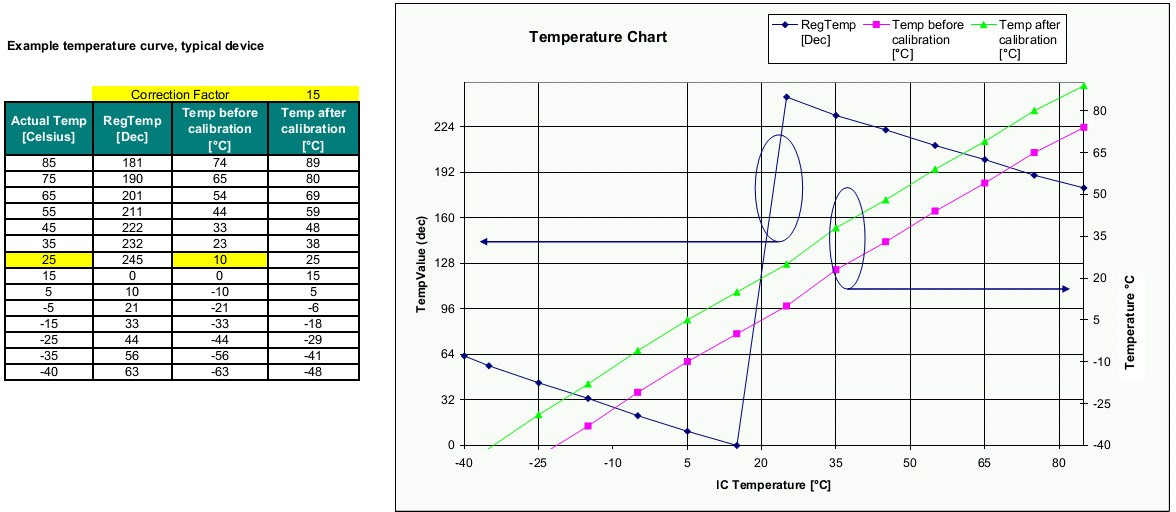 Example temperature curve, typical device
Correction Factor 15
Actual Temp [Celsius] RegTemp [Dec] Temp before calibration [°C] Temp after calibration [°C]
85 181 74 89
75 190 65 80
65 201 54 69
55 211 44 59
45 222 33 48
35 232 23 38
25 245 10 25
15 0 0 15
5 10 -10 5
-5 21 -21 -6
-15 33 -33 -18
-25 44 -44 -29
-35 56 -56 -41
-40 63 -63 -48
Temperature Chart
RegTemp [Dec]
Temp before calibration [°C]
Temp after calibration [°C]
TempValue (dec)
224
192
160
128
96
64
32
0
-40 -25 -10 5 20 35 50 65 80
IC Temperature [°C]
80
65
50
35
20
5
-10
-25
-40
Temperature °C